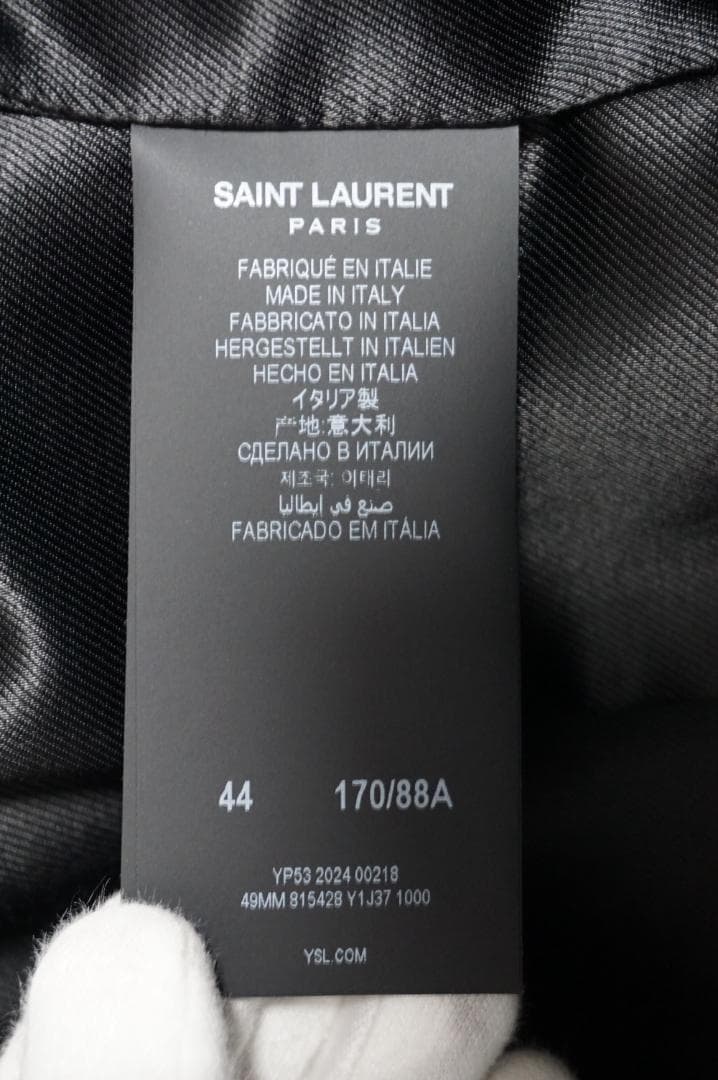 SAINT LAURENT
PARIS
FABRIQUÉ EN ITALIE
MADE IN ITALY
FABBRICATO IN ITALIA
HERGESTELLT IN ITALIEN
HECHO EN ITALIA
イタリア製
产地:意大利
СДЕЛАНО В ИТАЛИИ
제조국: 이태리
صنع في إيطاليا
FABRICADO EM ITÁLIA
44 170/88A
YP53 2024 00218
49MM 815428 Y1J37 1000
YSL.COM